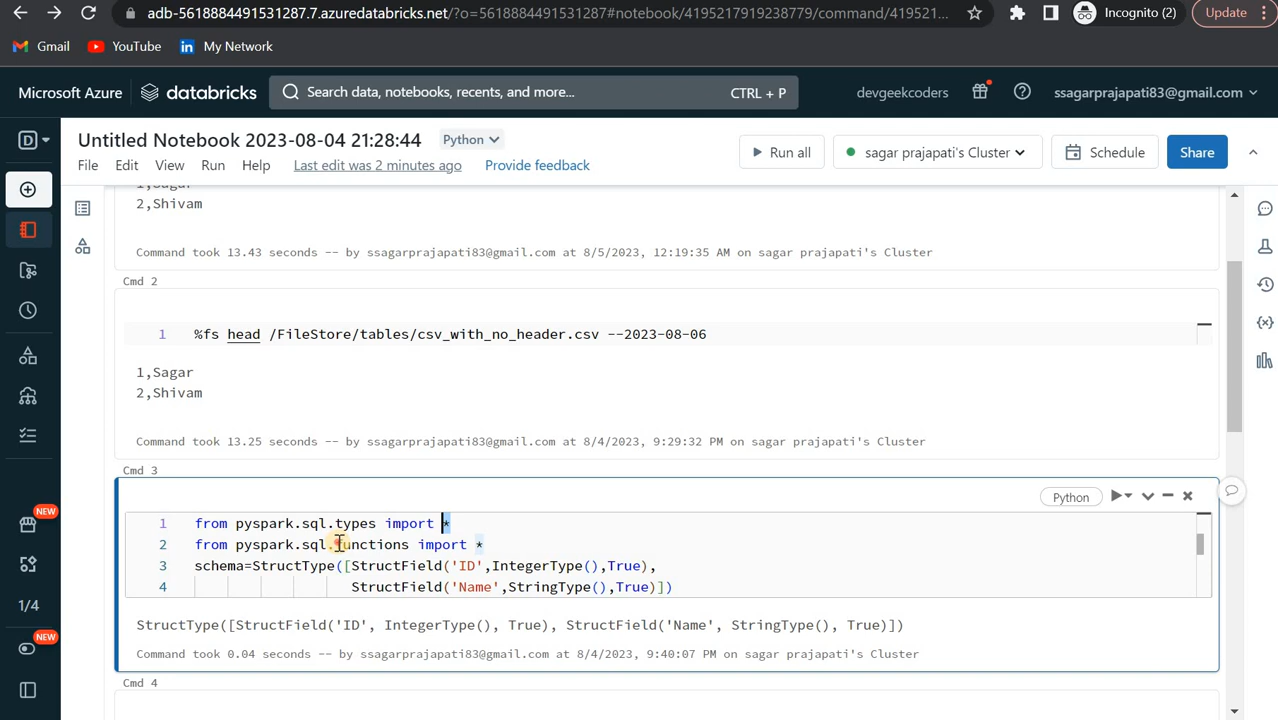 adb-5618884491531287.7.azuredatabricks.net/?o=5618884491531287#notebook/4195217919238779/command/419521...
Incognito (2)
Update
Gmail
YouTube
My Network
Microsoft Azure
databricks
Search data, notebooks, recents, and more...
CTRL + P
devgeekcoders
ssagarprajapati83@gmail.com
D
Untitled Notebook 2023-08-04 21:28:44
Python
File
Edit
View
Run
Help
Last edit was 2 minutes ago
Provide feedback
Run all
sagar prajapati's Cluster
Schedule
Share
1,Sagar
2,Shivam
Command took 13.43 seconds -- by ssagarprajapati83@gmail.com at 8/5/2023, 12:19:35 AM on sagar prajapati's Cluster
Cmd 2
1 %fs head /FileStore/tables/csv_with_no_header.csv --2023-08-06
1,Sagar
2,Shivam
Command took 13.25 seconds -- by ssagarprajapati83@gmail.com at 8/4/2023, 9:29:32 PM on sagar prajapati's Cluster
Cmd 3
Python
1 from pyspark.sql.types import *
2 from pyspark.sql.functions import *
3 schema=StructType([StructField('ID',IntegerType(),True),
4 StructField('Name',StringType(),True)])
StructType([StructField('ID', IntegerType(), True), StructField('Name', StringType(), True)])
Command took 0.04 seconds -- by ssagarprajapati83@gmail.com at 8/4/2023, 9:40:07 PM on sagar prajapati's Cluster
Cmd 4
NEW
1/4
NEW